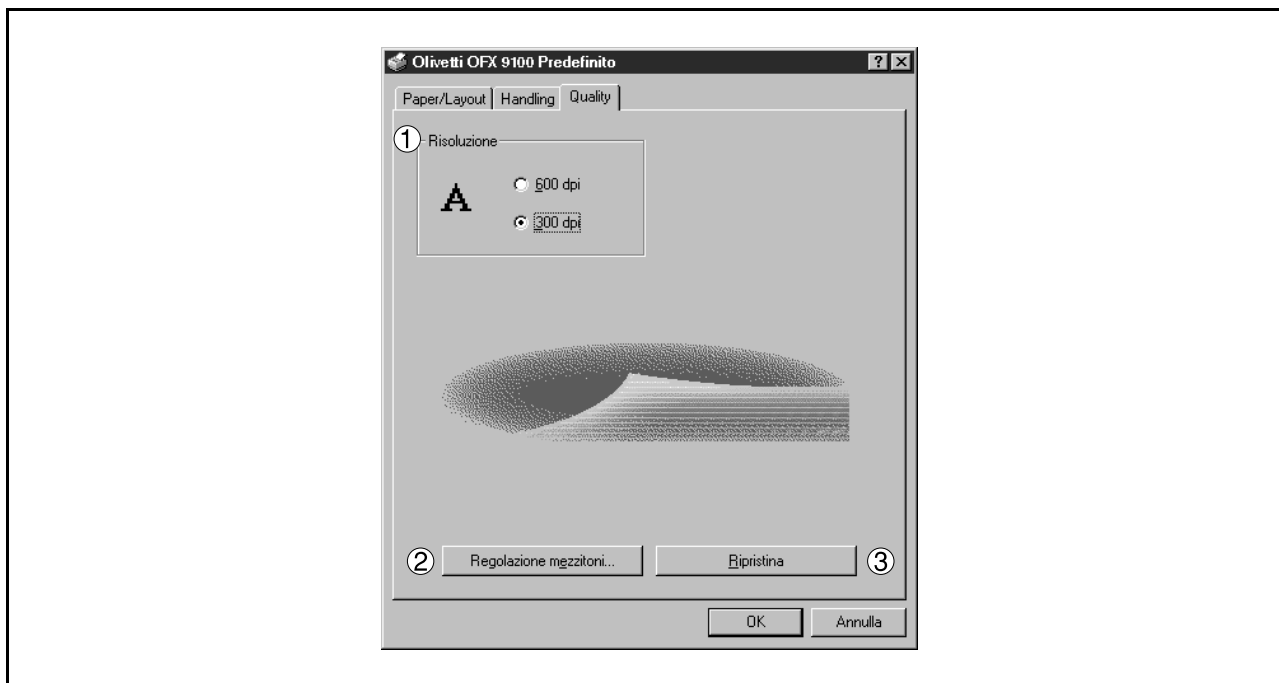 Olivetti OFX 9100 Predefinito
Paper/Layout Handling Quality
① Risoluzione
A
600 dpi
300 dpi
② Regolazione mezzitoni... Ripristina ③
OK Annulla